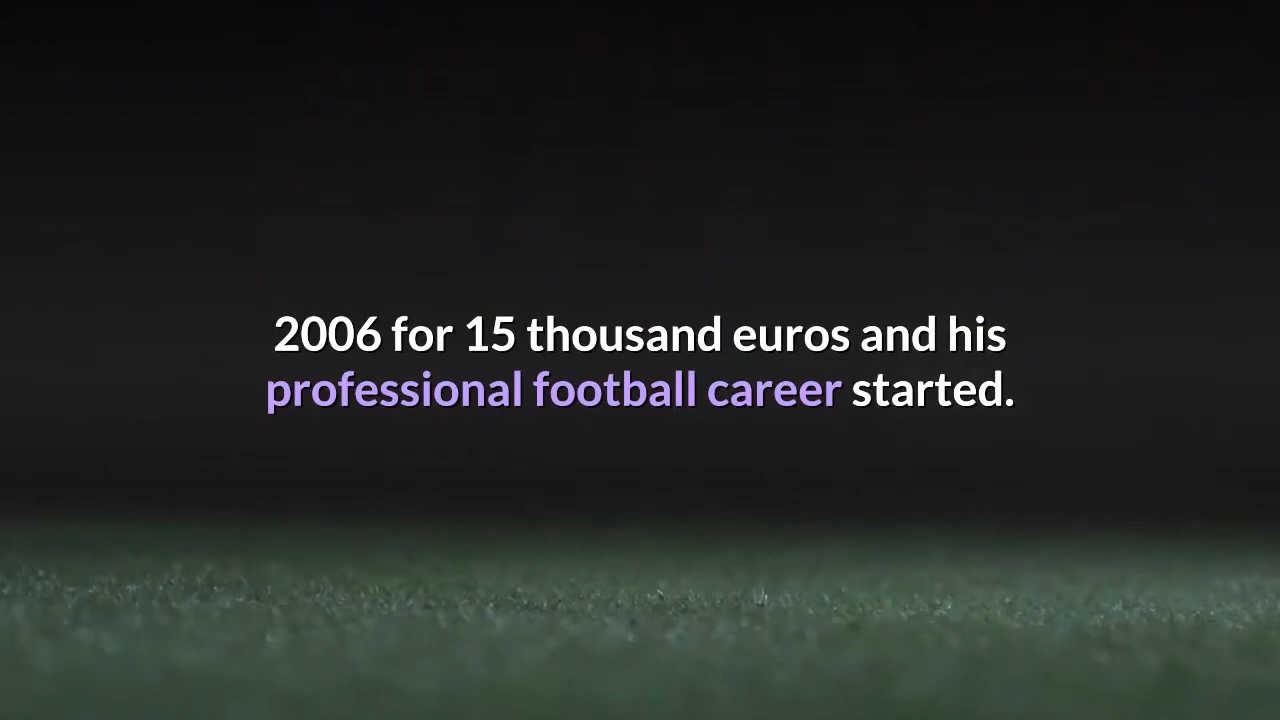 2006 for 15 thousand euros and his
professional football career started.